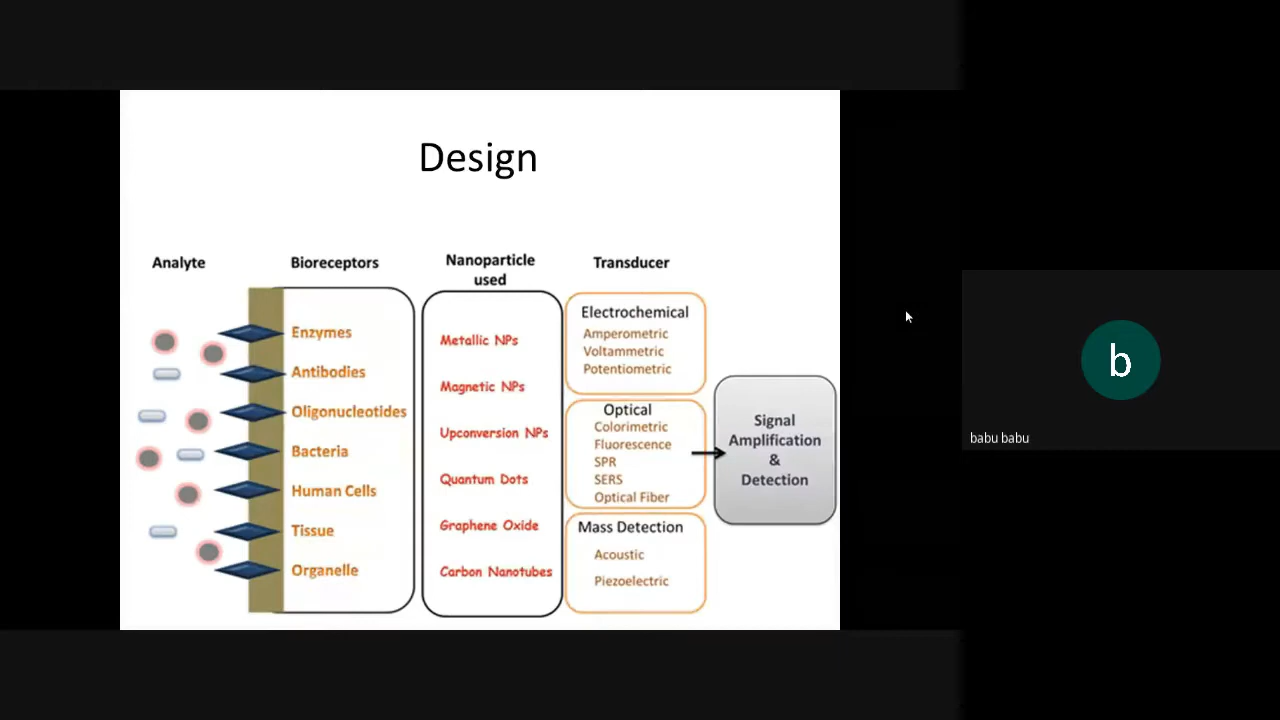 Design
Analyte
Bioreceptors
Enzymes
Antibodies
Oligonucleotides
Bacteria
Human Cells
Tissue
Organelle
Nanoparticle
used
Metallic NPs
Magnetic NPs
Upconversion NPs
Quantum Dots
Graphene Oxide
Carbon Nanotubes
Transducer
Electrochemical
Amperometric
Voltammetric
Potentiometric
Optical
Colorimetric
Fluorescence
SPR
SERS
Optical Fiber
Mass Detection
Acoustic
Piezoelectric
Signal
Amplification
&
Detection
b
babu babu